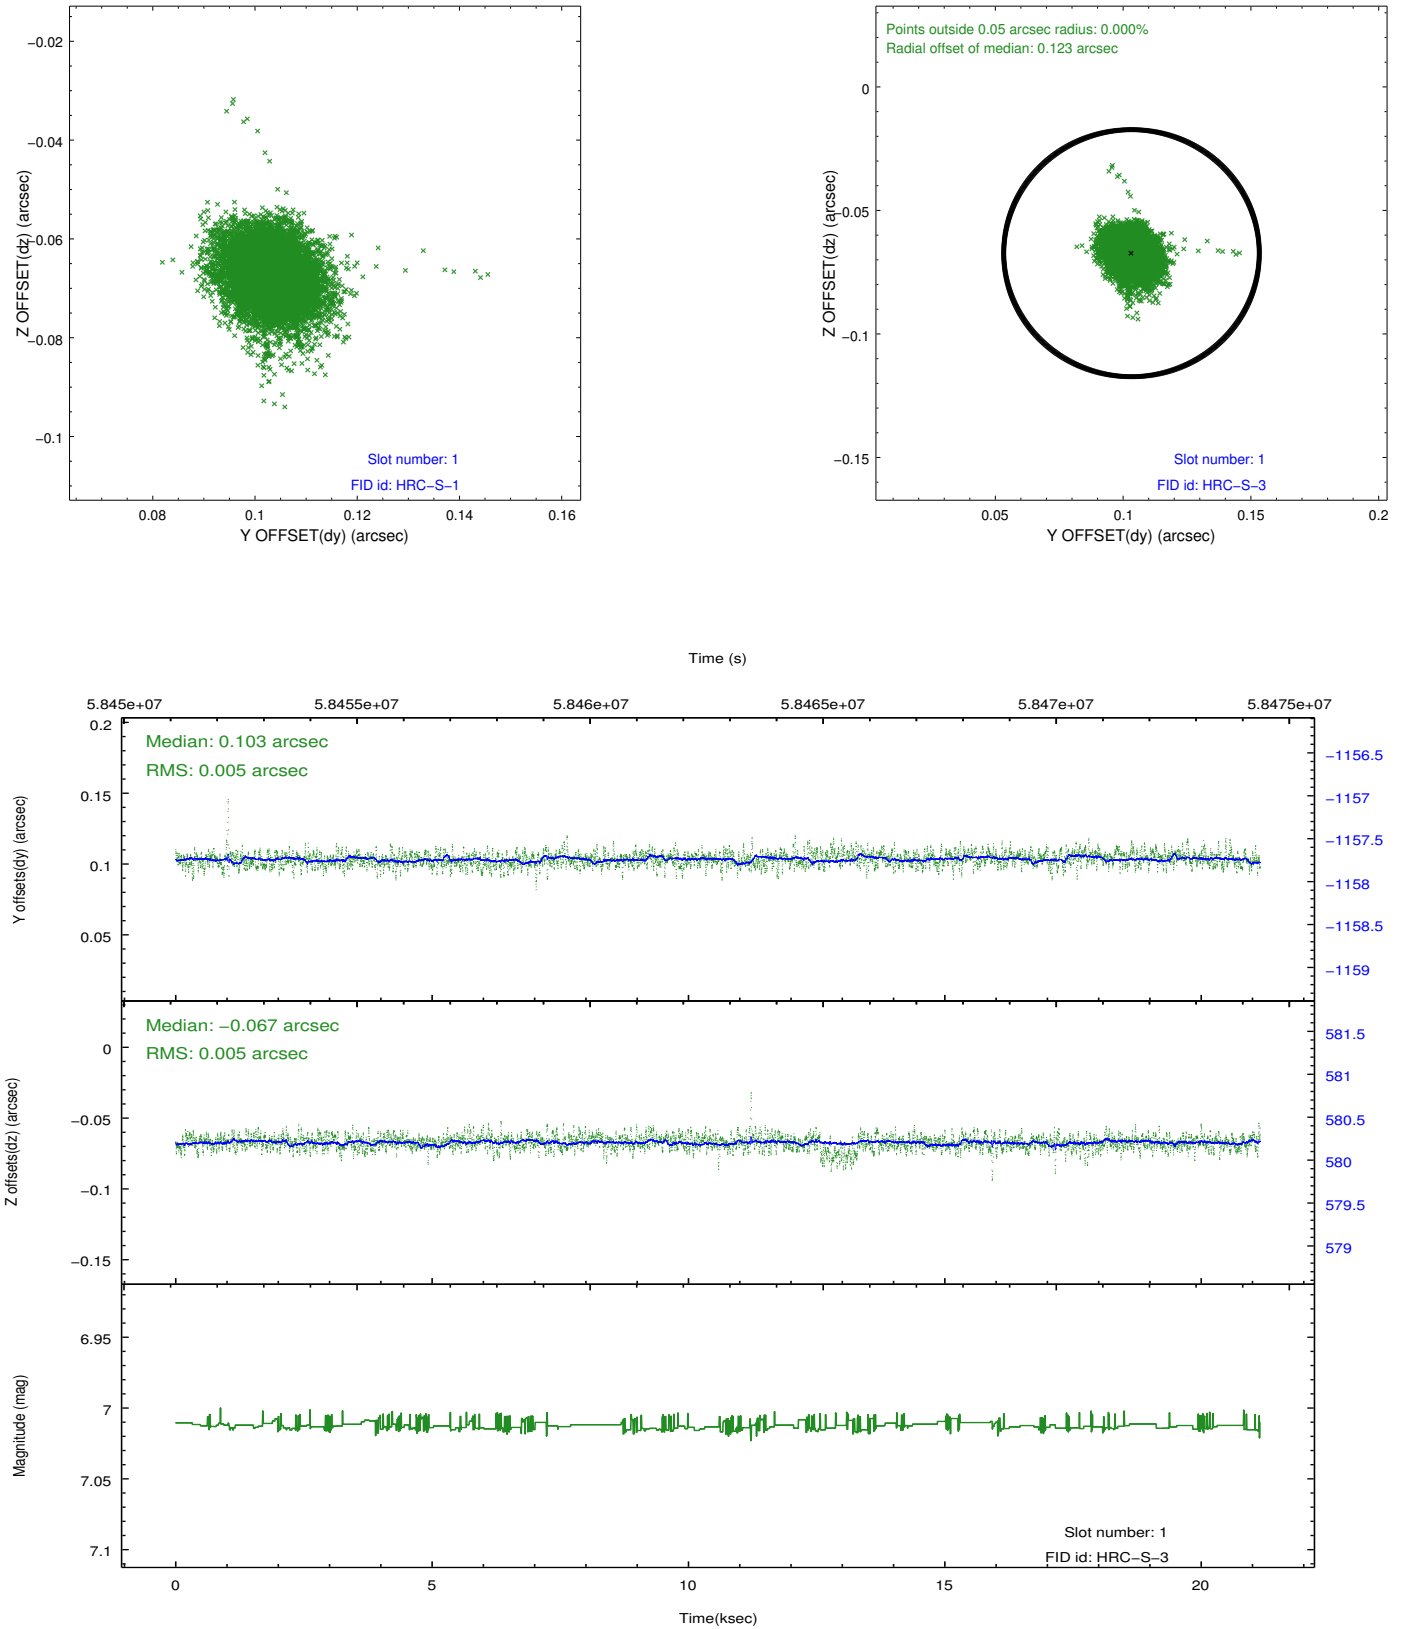 −0.02
−0.04
−0.06
−0.08
−0.1
Z OFFSET(dz) (arcsec)
Slot number: 1
FID id: HRC−S−1
0.08
0.1
0.12
0.14
0.16
Y OFFSET(dy) (arcsec)
Points outside 0.05 arcsec radius: 0.000%
Radial offset of median: 0.123 arcsec
0
−0.05
−0.1
−0.15
Z OFFSET(dz) (arcsec)
Slot number: 1
FID id: HRC−S−3
0.05
0.1
0.15
0.2
Y OFFSET(dy) (arcsec)
Time (s)
5.845e+07
5.8455e+07
5.846e+07
5.8465e+07
5.847e+07
5.8475e+07
Median: 0.103 arcsec
RMS: 0.005 arcsec
0.2
0.15
0.1
0.05
Y offsets(dy) (arcsec)
−1156.5
−1157
−1157.5
−1158
−1158.5
−1159
Median: −0.067 arcsec
RMS: 0.005 arcsec
0
−0.05
−0.1
−0.15
Z offsets(dz) (arcsec)
581.5
581
580.5
580
579.5
579
6.95
7
7.05
7.1
Magnitude (mag)
Slot number: 1
FID id: HRC−S−3
0
5
10
15
20
Time(ksec)